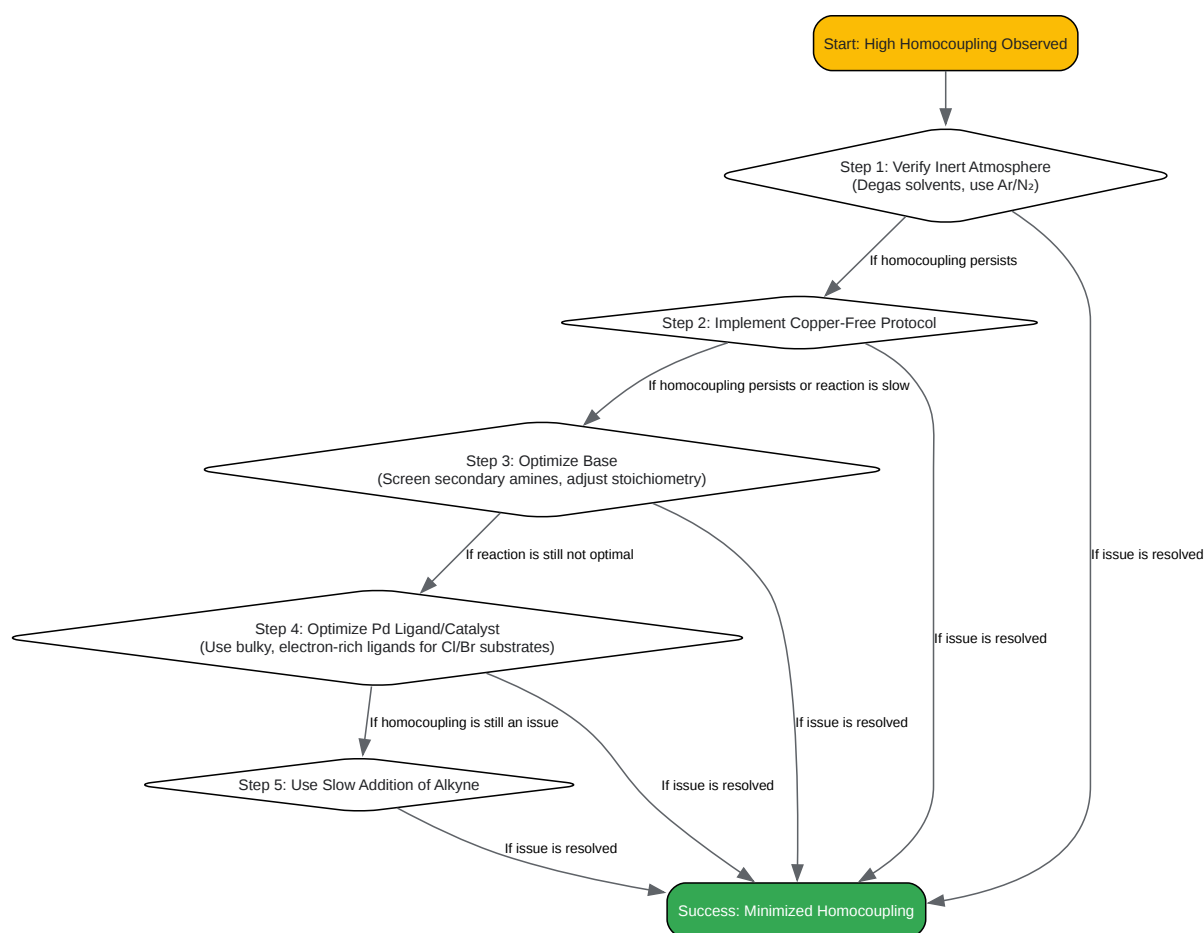 Start: High Homocoupling Observed
Step 1: Verify Inert Atmosphere
(Degas solvents, use Ar/N₂)
If homocoupling persists
Step 2: Implement Copper-Free Protocol
If homocoupling persists or reaction is slow
Step 3: Optimize Base
(Screen secondary amines, adjust stoichiometry)
If reaction is still not optimal
If issue is resolved
Step 4: Optimize Pd Ligand/Catalyst
(Use bulky, electron-rich ligands for Cl/Br substrates)
If issue is resolved
If homocoupling is still an issue
If issue is resolved
Step 5: Use Slow Addition of Alkyne
If issue is resolved
If issue is resolved
Success: Minimized Homocoupling